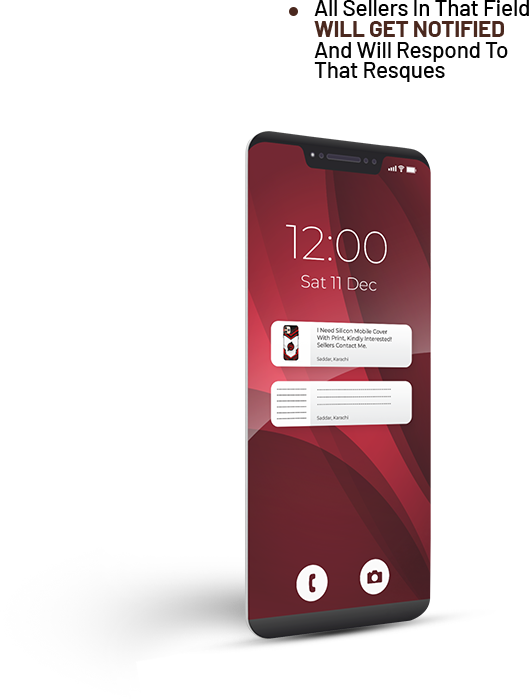 All Sellers In That Field
WILL GET NOTIFIED
And Will Respond To
That Resques
12:00
Sat 11 Dec
I Need Silicon Mobile Cover
With Print, Kindly Interested!
Sellers Contact Me.
Saddar, Karachi
Saddar, Karachi